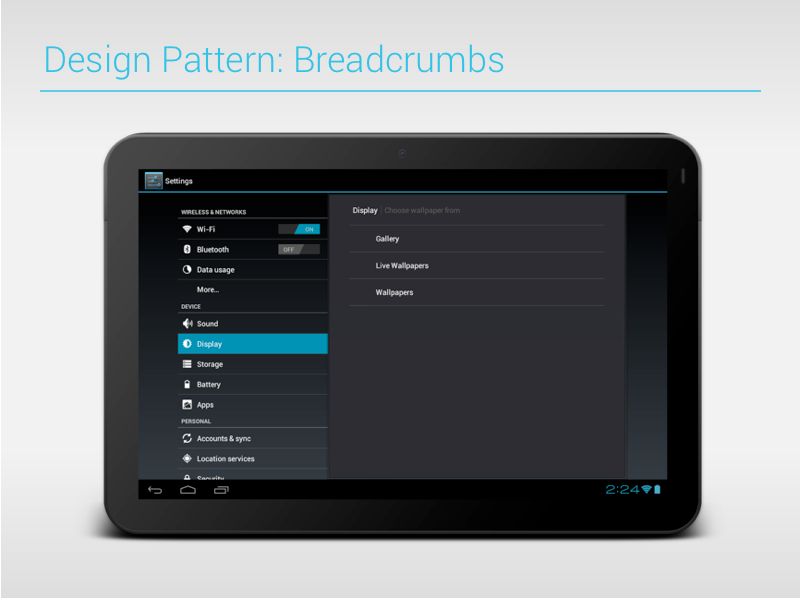 Design Pattern: Breadcrumbs
Settings
WIRELESS & NETWORKS
Wi-Fi ON
Bluetooth OFF
Data usage
More...
DEVICE
Sound
Display
Storage
Battery
Apps
PERSONAL
Accounts & sync
Location services
Security
Display Choose wallpaper from
Gallery
Live Wallpapers
Wallpapers
2:24